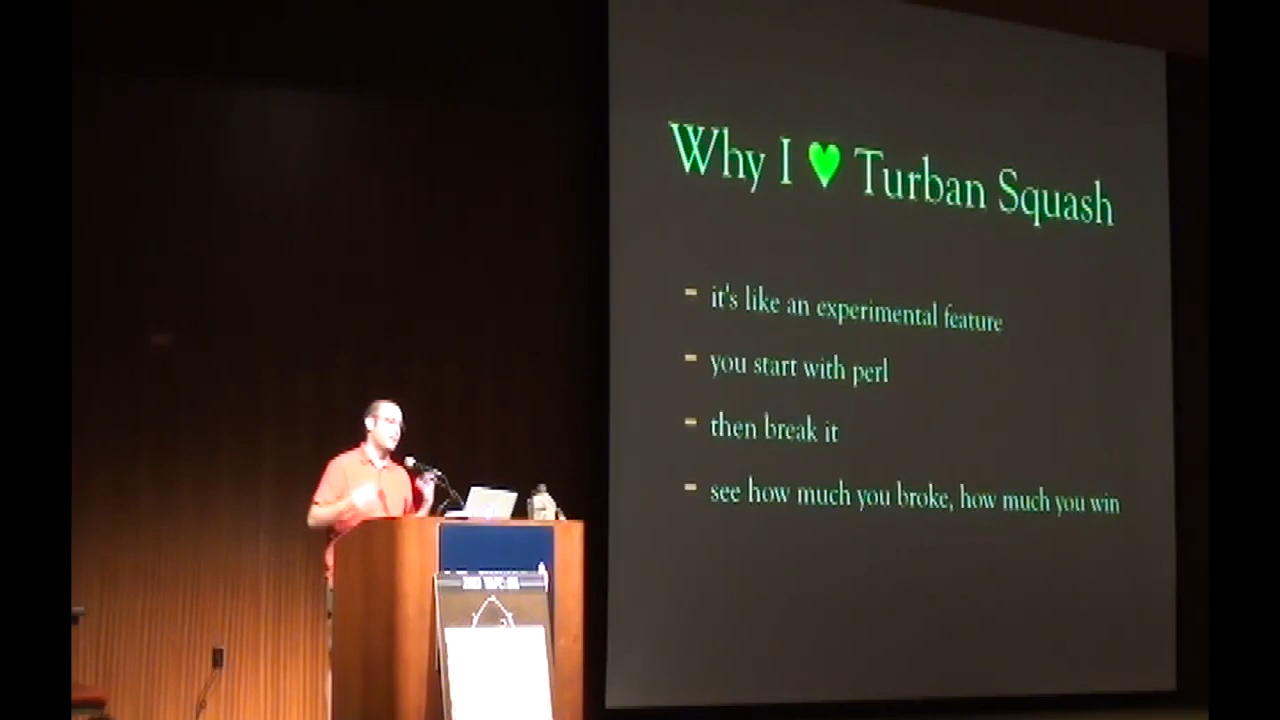 Why I ♥ Turban Squash
- it's like an experimental feature
- you start with perl
- then break it
- see how much you broke, how much you win